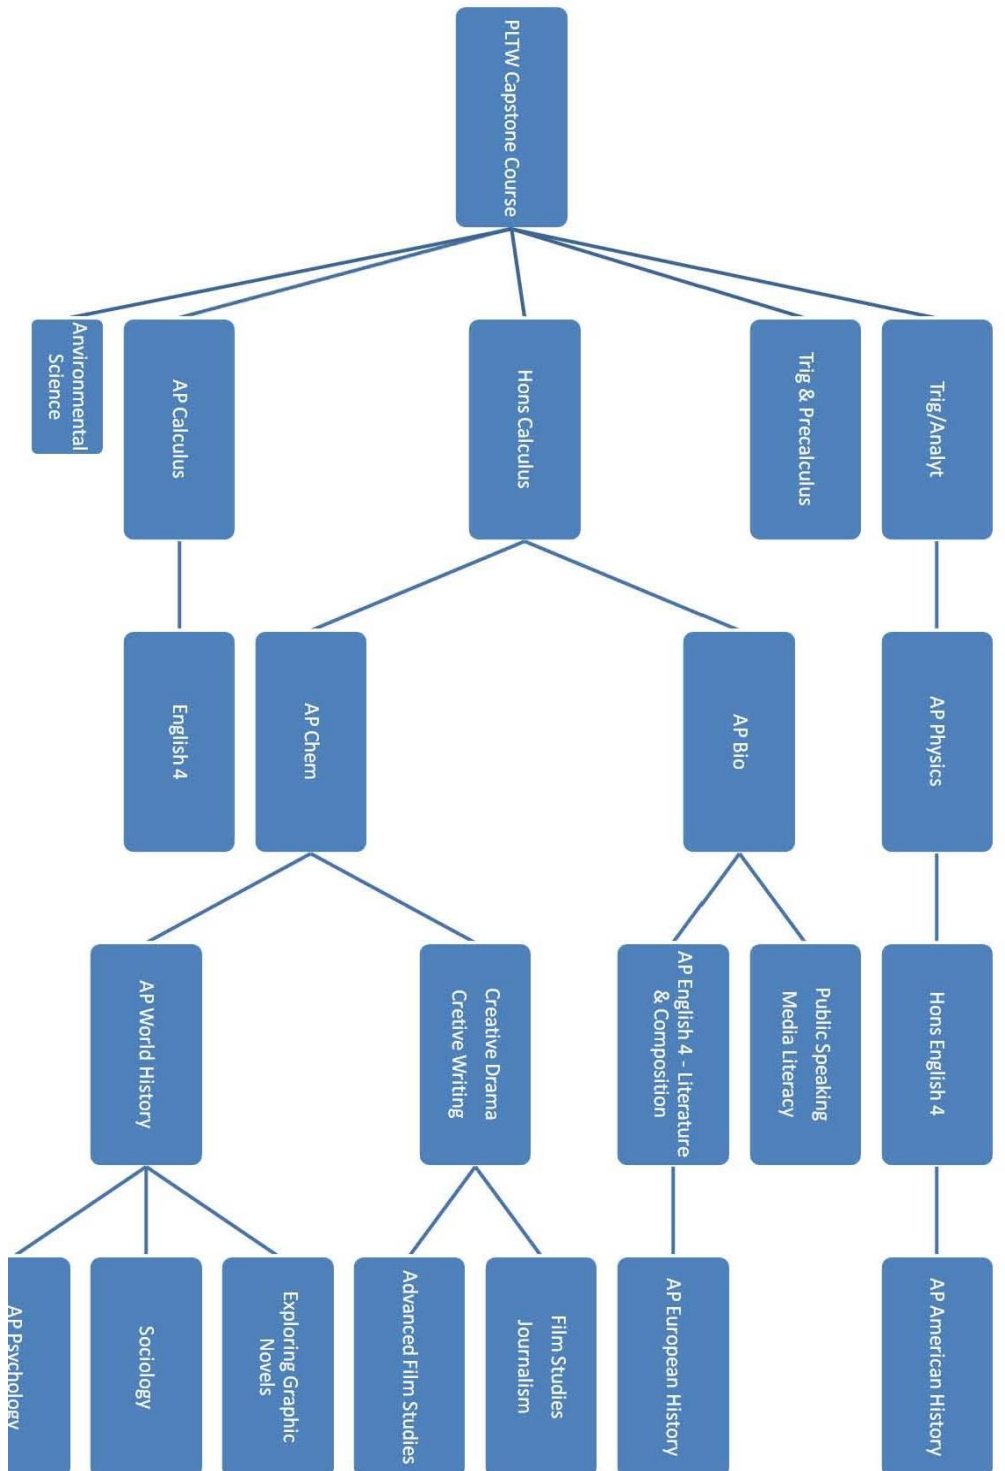 PLTW Capstone Course
Trig/Analyt
Trig & Precalculus
Hons Calculus
AP Calculus
Anvironmental
Science
AP Physics
AP Bio
AP Chem
English 4
Hons English 4
Public Speaking
Media Literacy
AP English 4 - Literature
& Composition
Creative Drama
Cretive Writing
AP World History
AP American History
AP European History
Film Studies
Journalism
Advanced Film Studies
Exploring Graphic
Novels
Sociology
AP Psychology